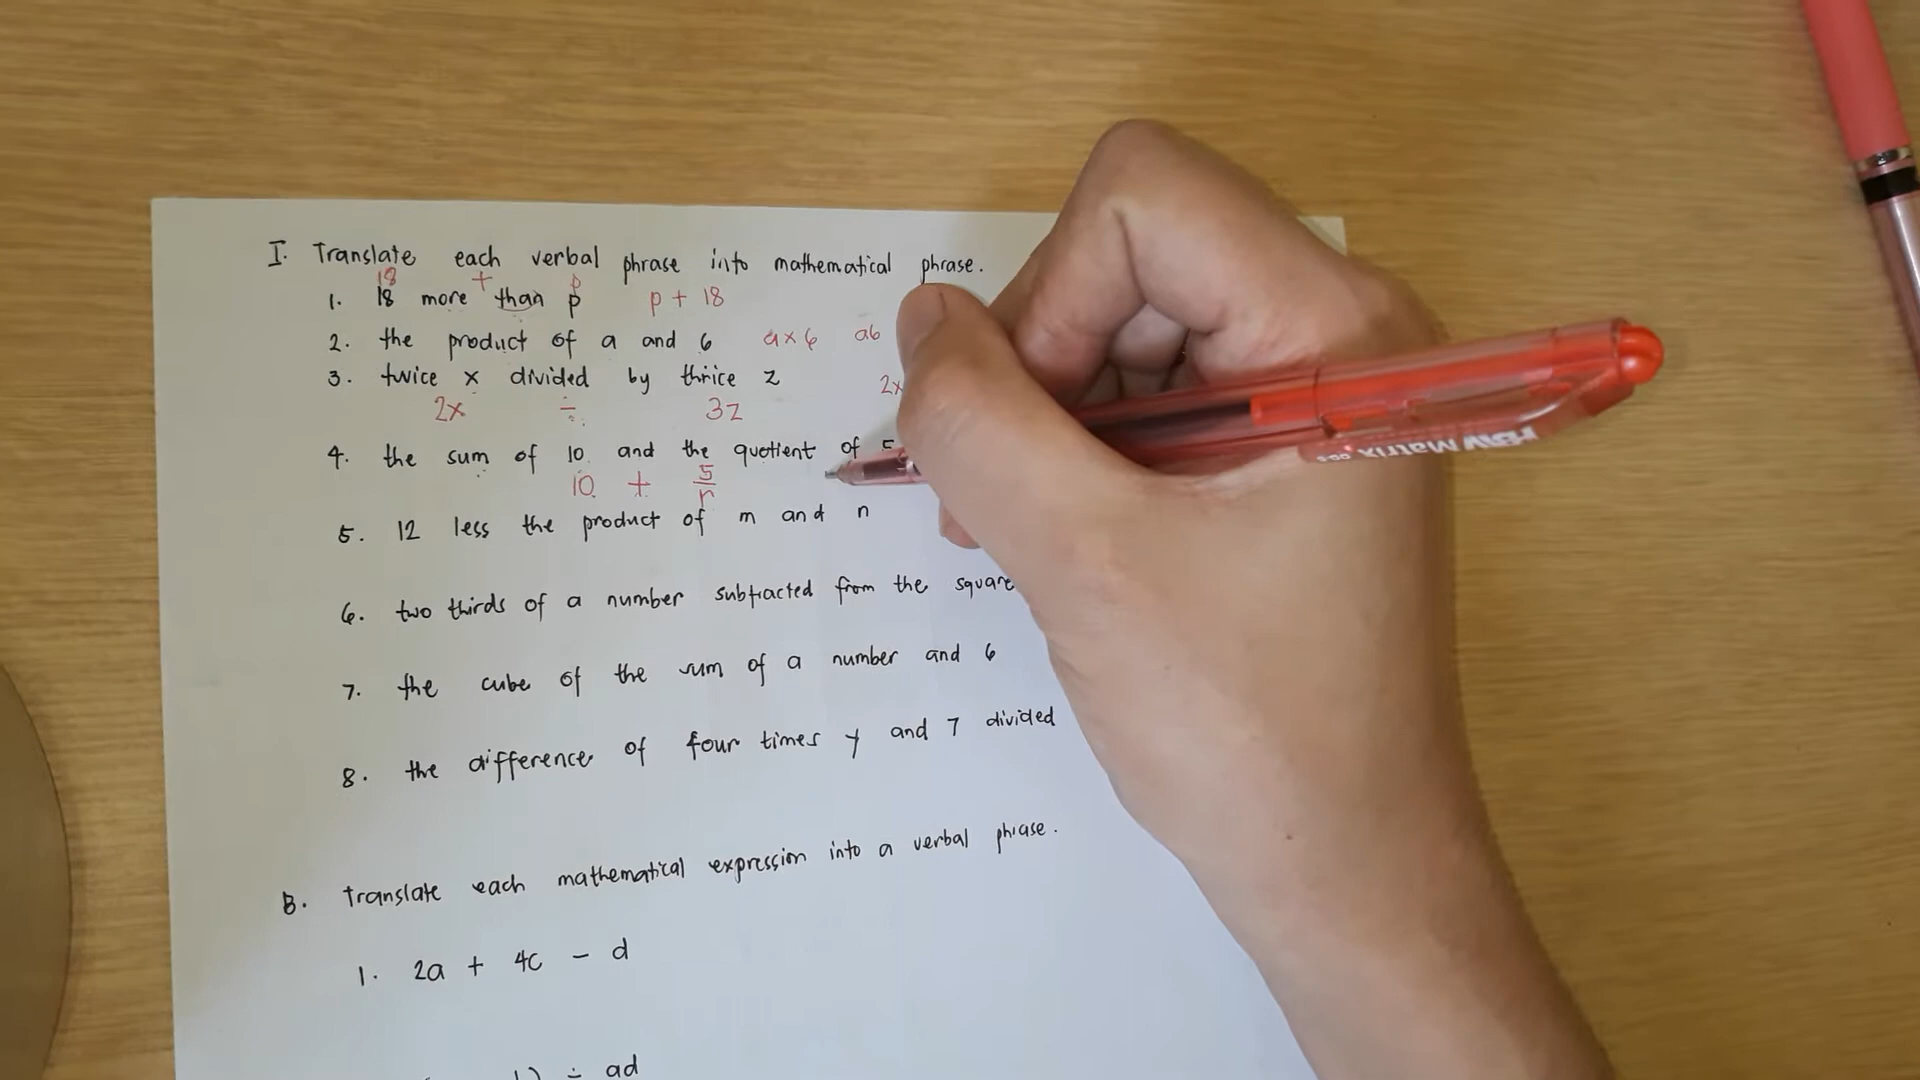 I. Translate each verbal phrase into mathematical phrase.
18 + p
1. 18 more than p p + 18
2. the product of a and 6 a × 6 a6
3. twice x divided by thrice z 2x
2x ÷ 3z
4. the sum of 10 and the quotient of 5
10 + 5/r
5. 12 less the product of m and n
6. two thirds of a number subtracted from the square
7. the cube of the sum of a number and 6
8. the difference of four times y and 7 divided
B. Translate each mathematical expression into a verbal phrase.
1. 2a + 4c - d
) ÷ ad
Matrix